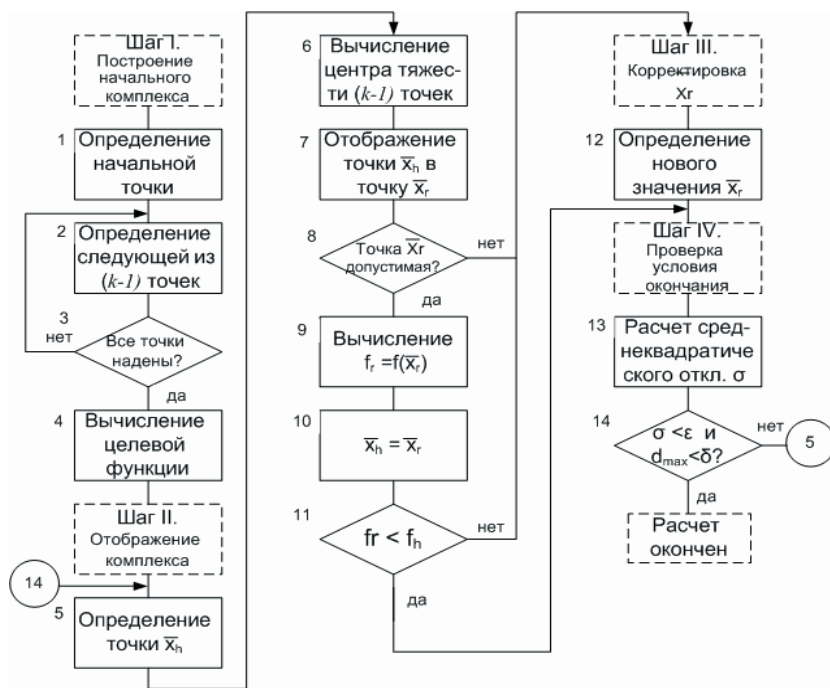 Шаг I.
Построение
начального
комплекса
1
Определение
начальной
точки
2
Определение
следующей из
(k-1) точек
3
нет
Все точки
надены?
да
4
Вычисление
целевой
функции
Шаг II.
Отображение
комплекса
14
5
Определение
точки x̅h
6
Вычисление
центра тяжес-
ти (k-1) точек
7
Отображение
точки x̅h в
точку x̅r
8
Точка X̅r
допустимая?
нет
да
9
Вычисление
fr =f(x̅r)
10
x̅h = x̅r
11
fr < fh
нет
да
Шаг III.
Корректировка
Xr
12
Определение
нового
значения x̅r
Шаг IV.
Проверка
условия
окончания
13
Расчет сред-
неквадратиче
ского откл. σ
14
σ <ε и
dmax<δ?
нет
5
да
Расчет
окончен